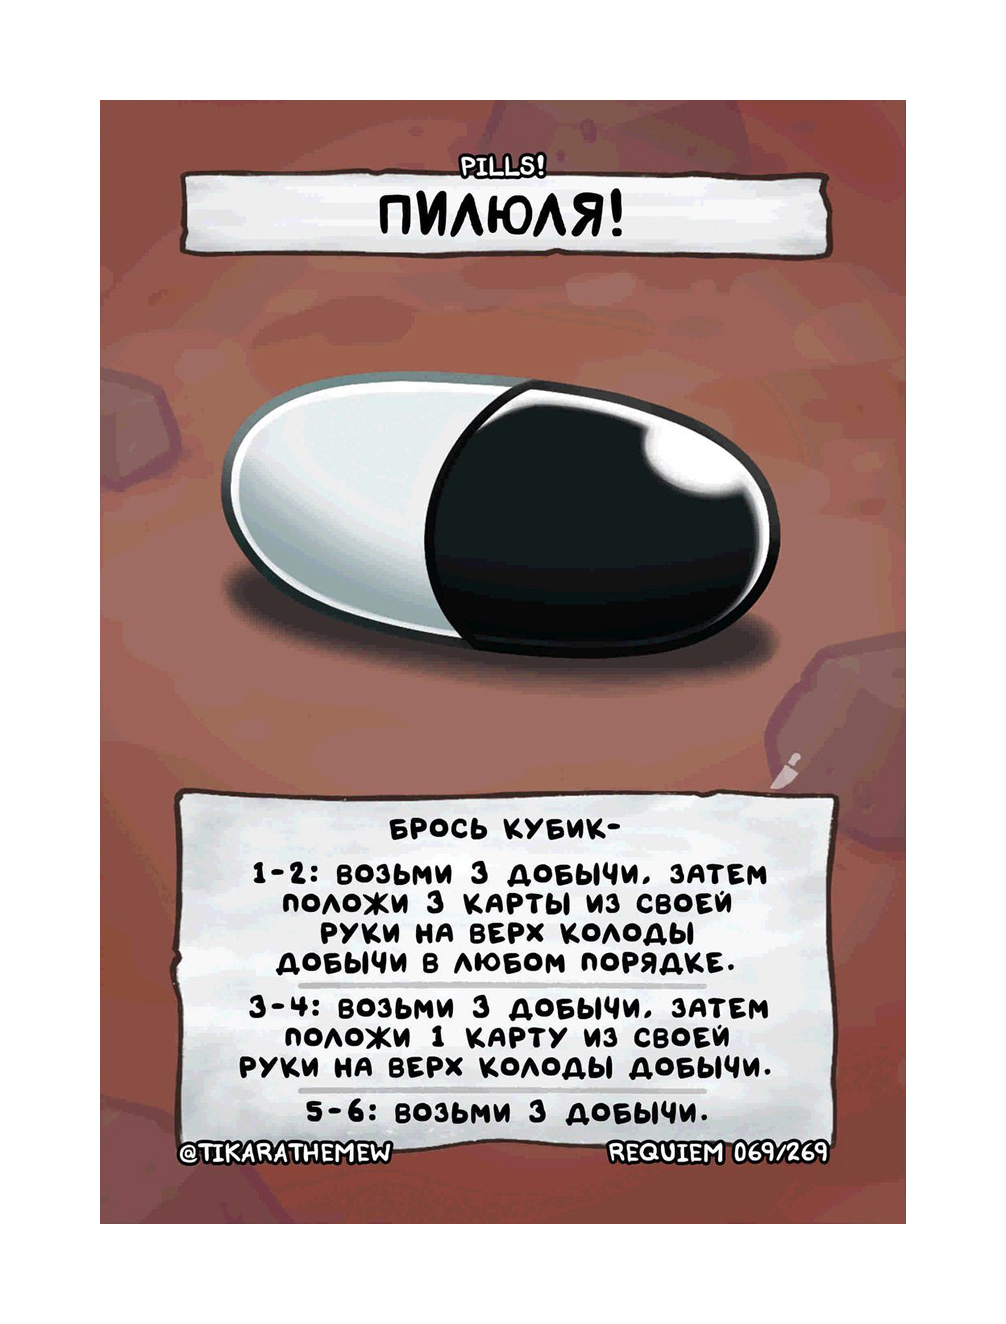 PILLS!
ПИЛЮЛЯ!
БРОСЬ КУБИК-
1-2: ВОЗЬМИ 3 ДОБЫЧИ, ЗАТЕМ
ПОЛОЖИ 3 КАРТЫ ИЗ СВОЕЙ
РУКИ НА ВЕРХ КОЛОДЫ
ДОБЫЧИ В ЛЮБОМ ПОРЯДКЕ.
3-4: ВОЗЬМИ 3 ДОБЫЧИ, ЗАТЕМ
ПОЛОЖИ 1 КАРТУ ИЗ СВОЕЙ
РУКИ НА ВЕРХ КОЛОДЫ ДОБЫЧИ.
5-6: ВОЗЬМИ 3 ДОБЫЧИ.
@TIKARATHEMEW REQUIEM 069/269